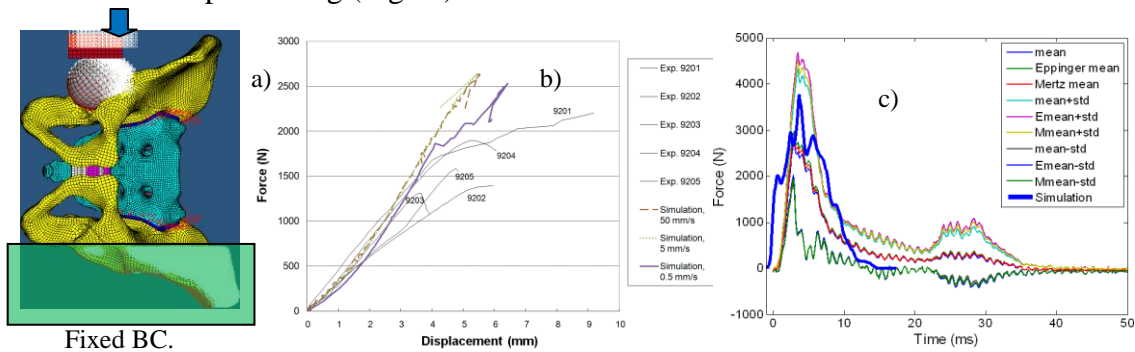 a)
b)
c)
Fixed BC.
3000
2500
2000
1500
1000
500
0
Force (N)
0 1 2 3 4 5 6 7 8 9 10
Displacement (mm)
9201
9204
9205
9203
9202
Exp. 9201
Exp. 9202
Exp. 9203
Exp. 9204
Exp. 9205
Simulation,
50 mm/s
Simulation,
5 mm/s
Simulation,
0.5 mm/s
5000
4000
3000
2000
1000
0
-1000
Force (N)
0 10 20 30 40 50
Time (ms)
mean
Eppinger mean
Mertz mean
mean+std
Emean+std
Mmean+std
mean-std
Emean-std
Mmean-std
Simulation